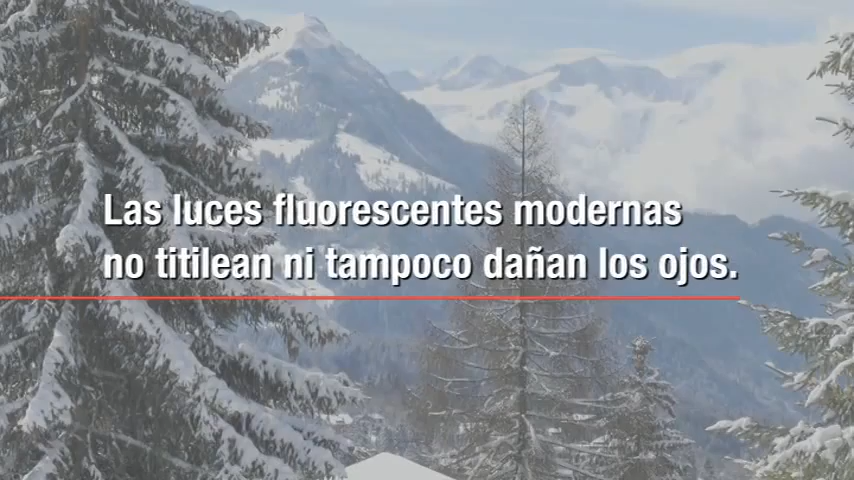 Las luces fluorescentes modernas
no titilean ni tampoco dañan los ojos.